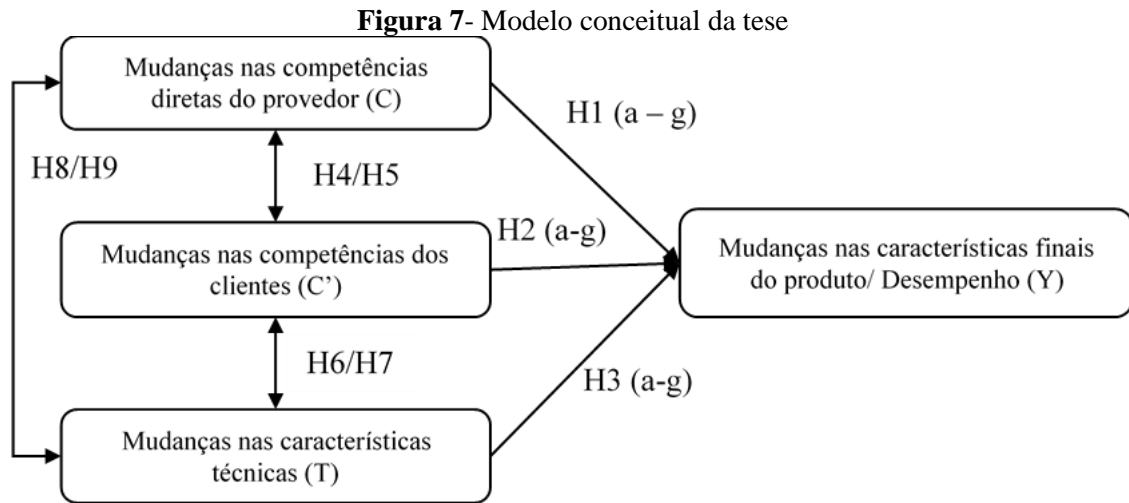 Figura 7- Modelo conceitual da tese
Mudanças nas competências
diretas do provedor (C)
H1 (a – g)
H8/H9
H4/H5
Mudanças nas competências dos
clientes (C’)
H2 (a-g)
Mudanças nas características finais
do produto/ Desempenho (Y)
H6/H7
H3 (a-g)
Mudanças nas características
técnicas (T)